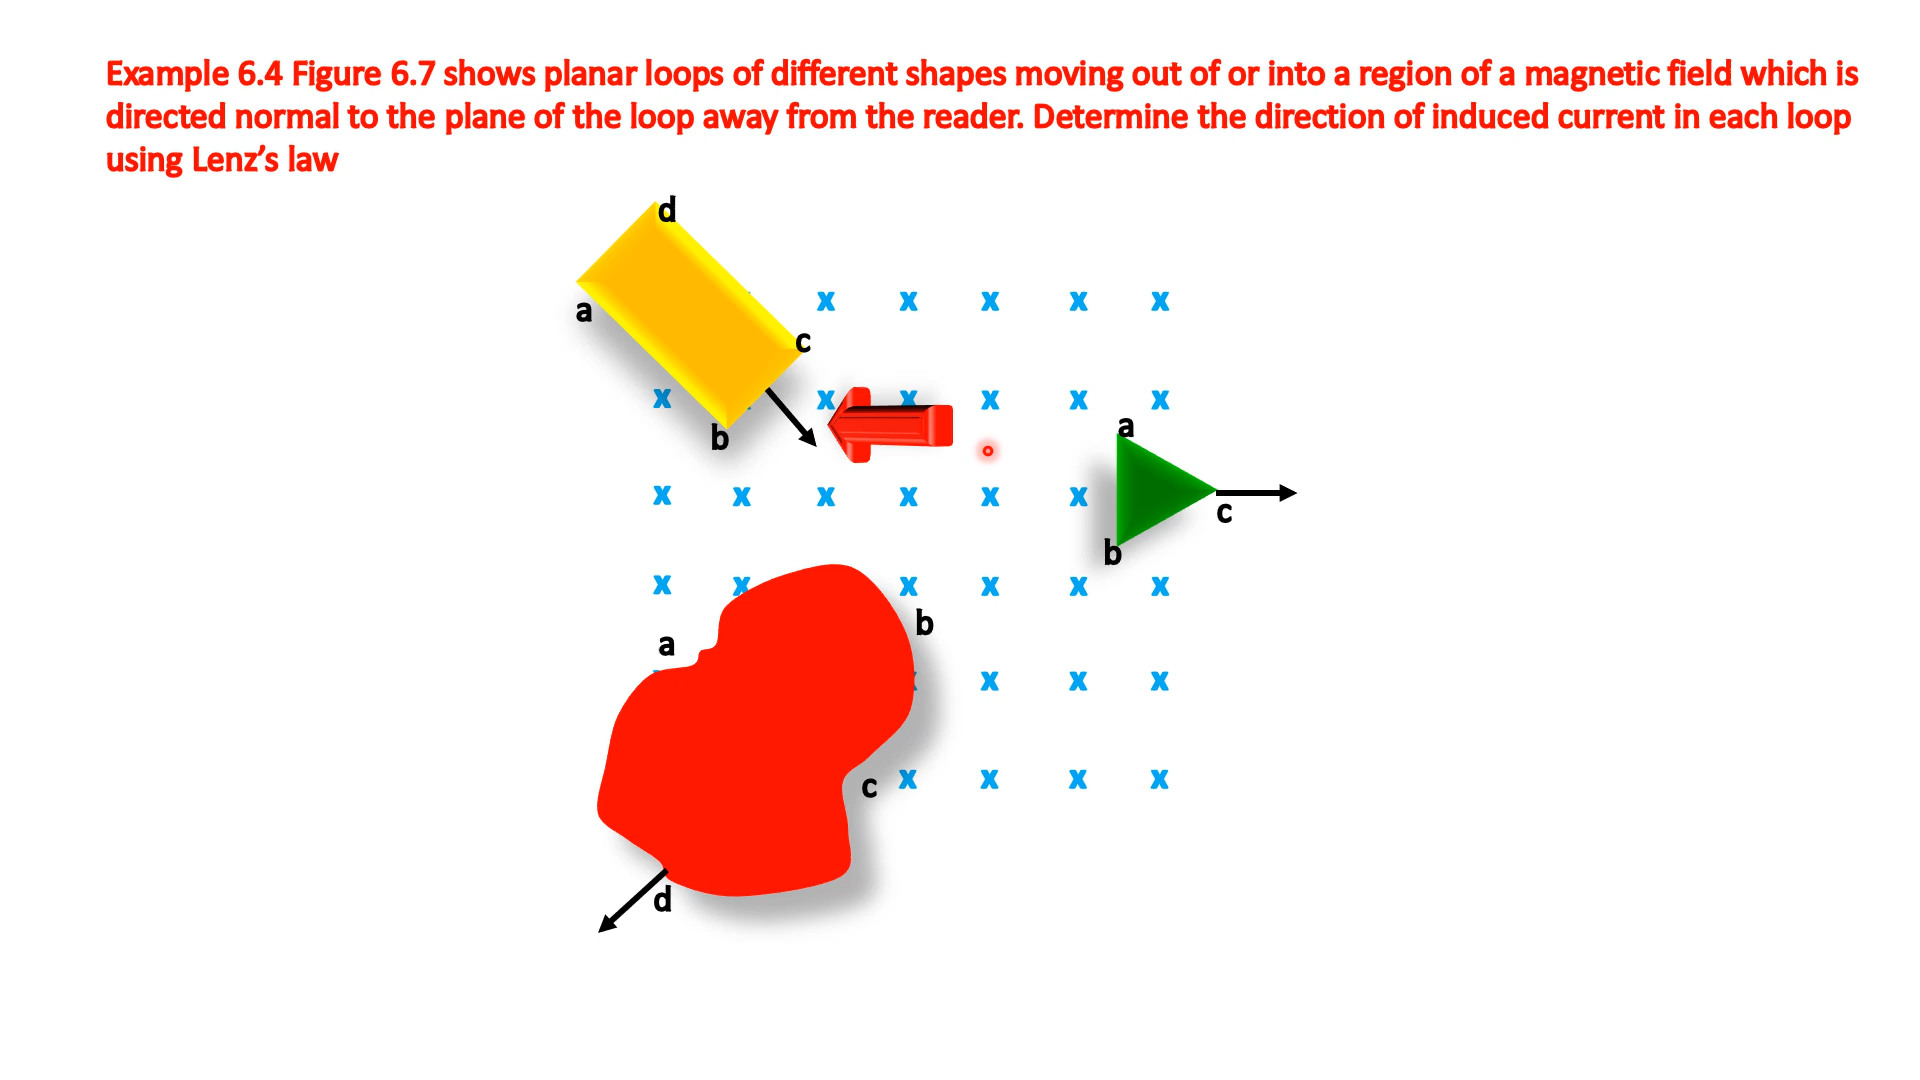 Example 6.4 Figure 6.7 shows planar loops of different shapes moving out of or into a region of a magnetic field which is
directed normal to the plane of the loop away from the reader. Determine the direction of induced current in each loop
using Lenz’s law
d
a
x x x x x
c
x x x x x x
b
a
x x x x x x
c
b
x x x x x x
b
a
x x x
c
x x x x
d